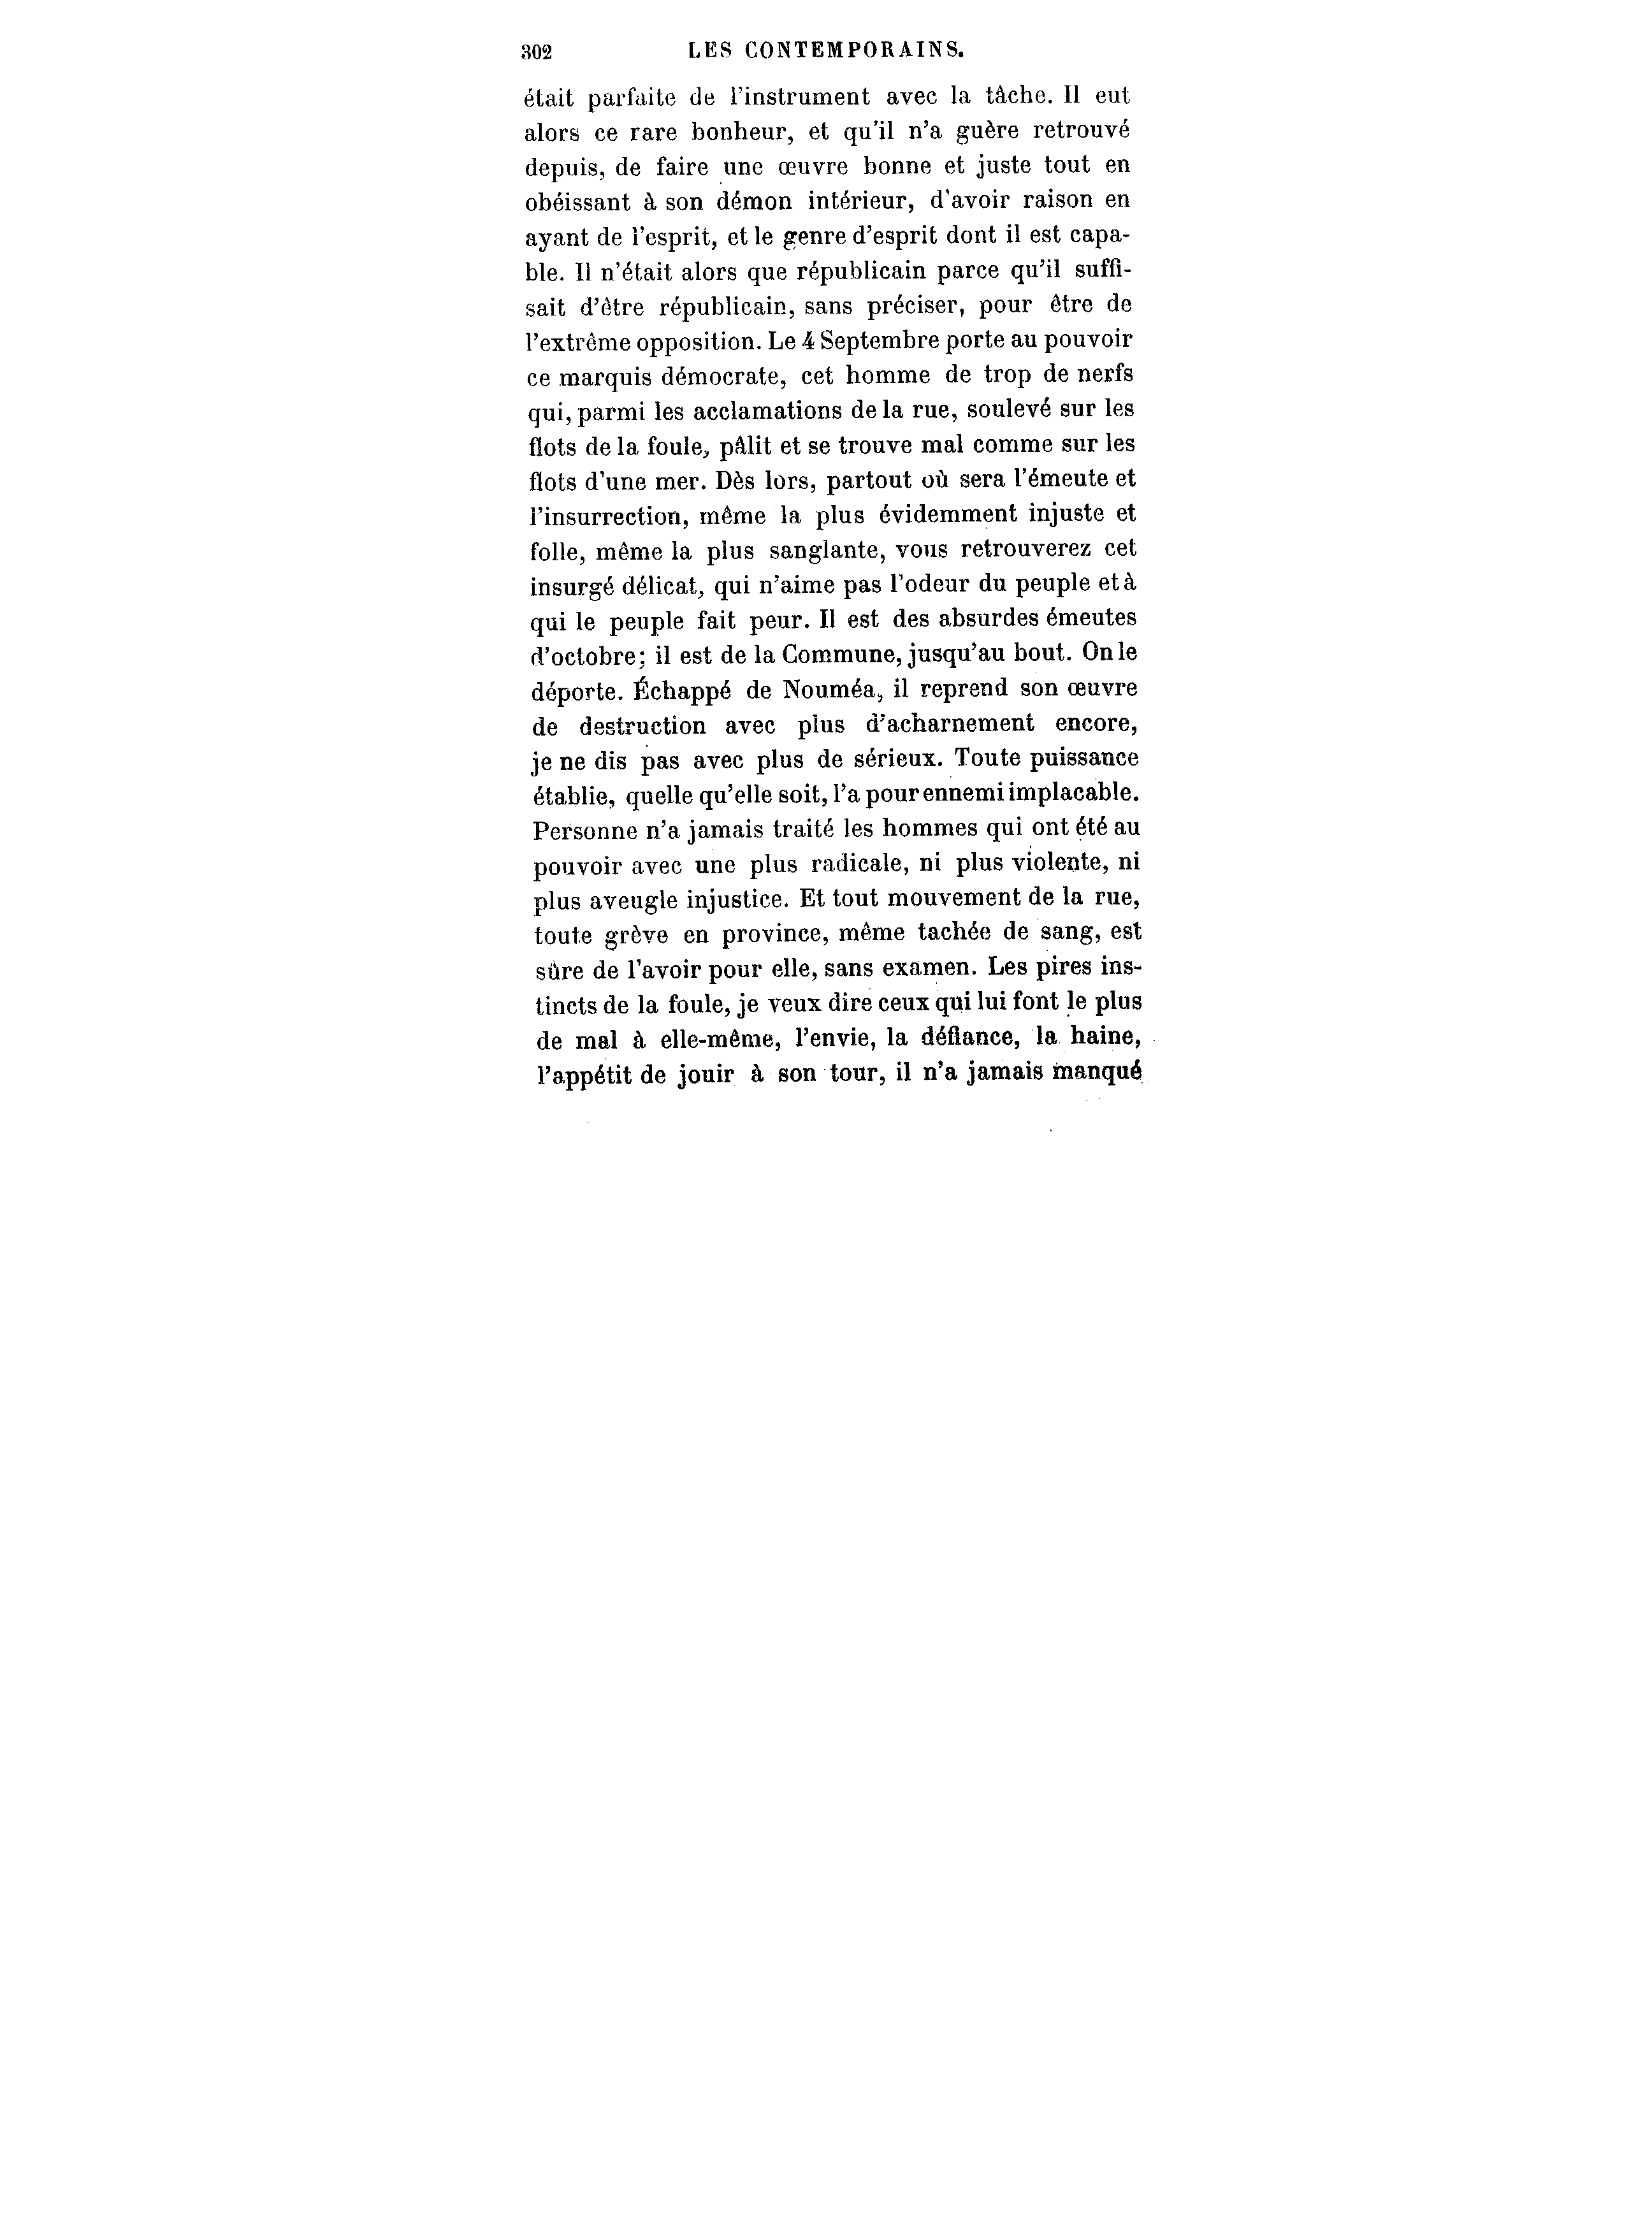 302 LES CONTEMPORAINS.
était parfaite de l'instrument avec la tâche. Il eut
alors ce rare bonheur, et qu'il n'a guère retrouvé
depuis, de faire une œuvre bonne et juste tout en
obéissant à son démon intérieur, d'avoir raison en
ayant de l'esprit, et le genre d'esprit dont il est capa-
ble. Il n'était alors que républicain parce qu'il suffi-
sait d'être républicain, sans préciser, pour être de
l'extrême opposition. Le 4 Septembre porte au pouvoir
ce marquis démocrate, cet homme de trop de nerfs
qui, parmi les acclamations de la rue, soulevé sur les
flots de la foule, pâlit et se trouve mal comme sur les
flots d'une mer. Dès lors, partout où sera l'émeute et
l'insurrection, même la plus évidemment injuste et
folle, même la plus sanglante, vous retrouverez cet
insurgé délicat, qui n'aime pas l'odeur du peuple et à
qui le peuple fait peur. Il est des absurdes émeutes
d'octobre; il est de la Commune, jusqu'au bout. On le
déporte. Échappé de Nouméa, il reprend son œuvre
de destruction avec plus d'acharnement encore,
je ne dis pas avec plus de sérieux. Toute puissance
établie, quelle qu'elle soit, l'a pour ennemi implacable.
Personne n'a jamais traité les hommes qui ont été au
pouvoir avec une plus radicale, ni plus violente, ni
plus aveugle injustice. Et tout mouvement de la rue,
toute grève en province, même tachée de sang, est
sûre de l'avoir pour elle, sans examen. Les pires ins-
tincts de la foule, je veux dire ceux qui lui font le plus
de mal à elle-même, l'envie, la défiance, la haine,
l'appétit de jouir à son tour, il n'a jamais manqué